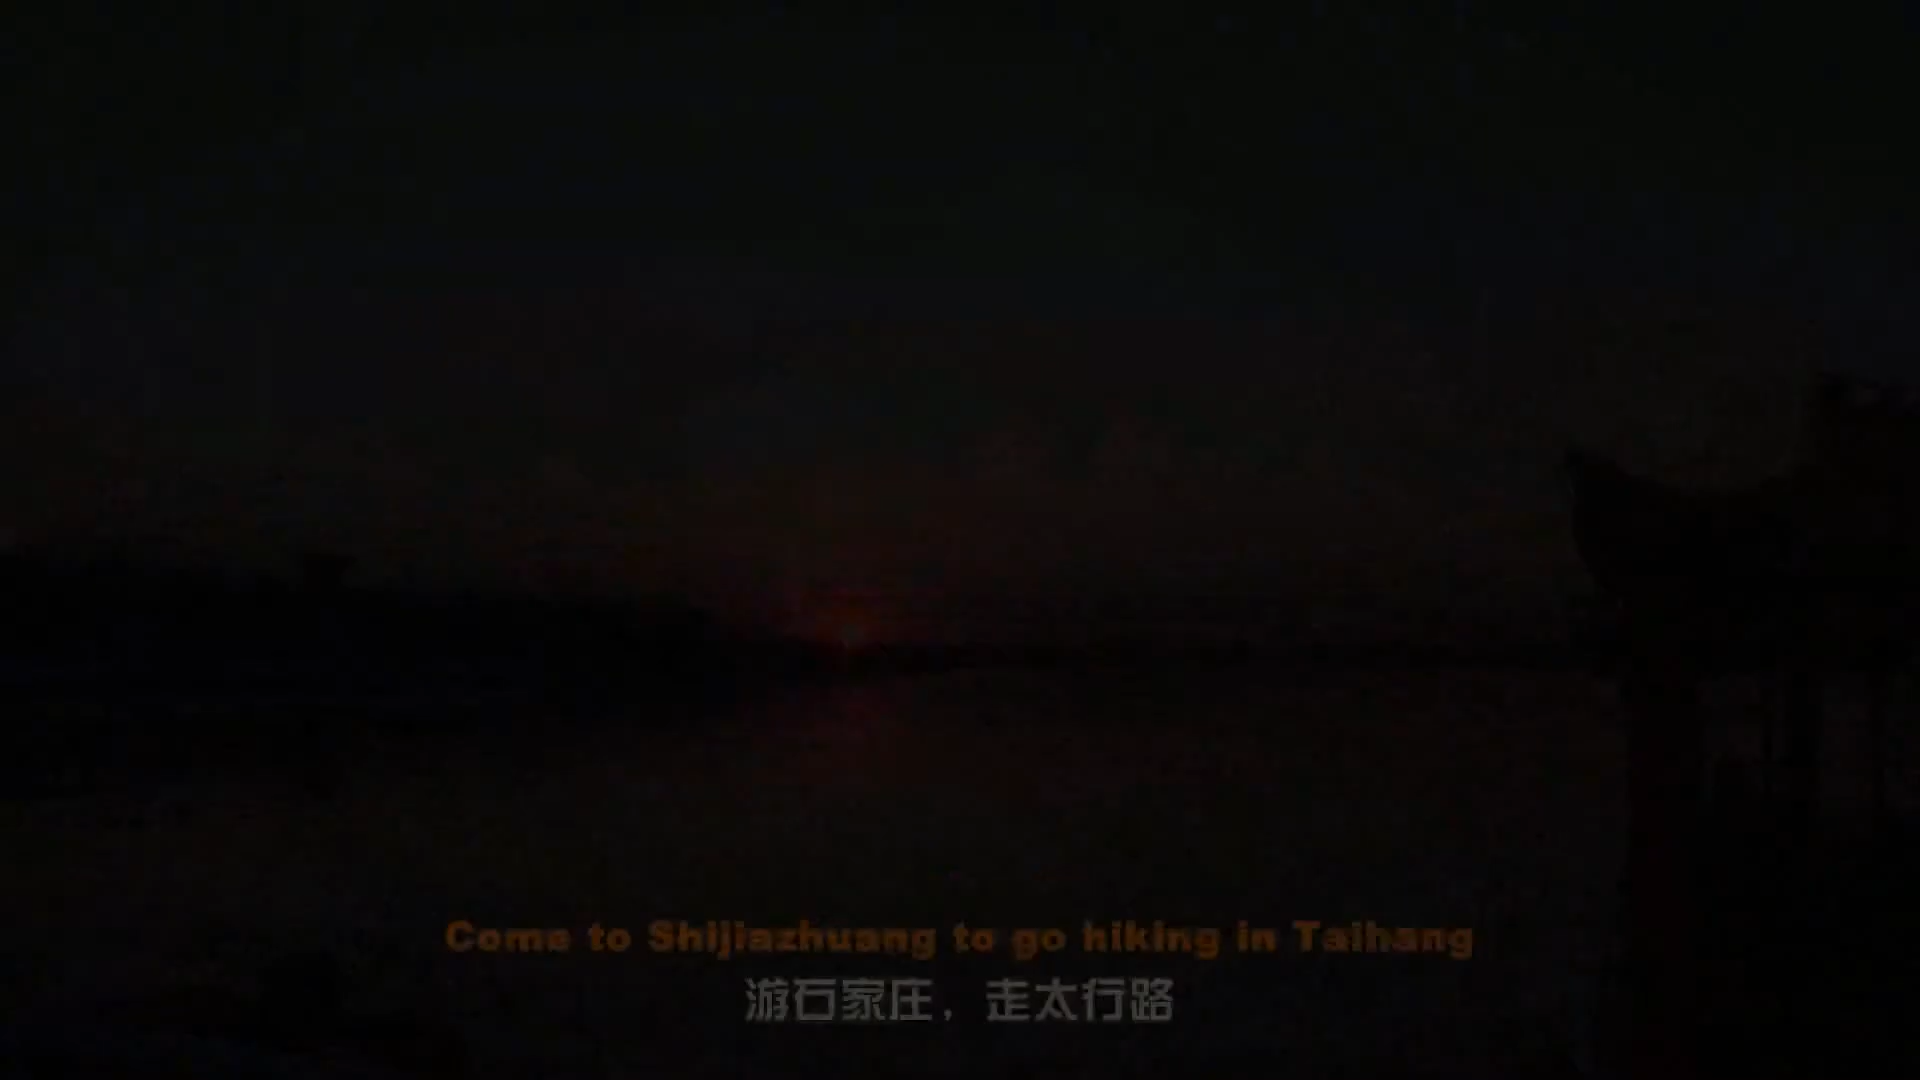 Come to Shijiazhuang to go hiking in Taihang
游石家庄，走太行路